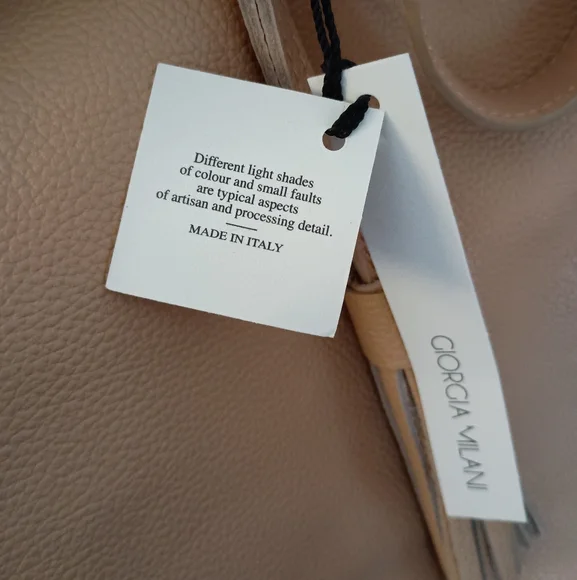 Different light shades
of colour and small faults
are typical aspects
of artisan and processing detail.
MADE IN ITALY
GIORGIA MILANI